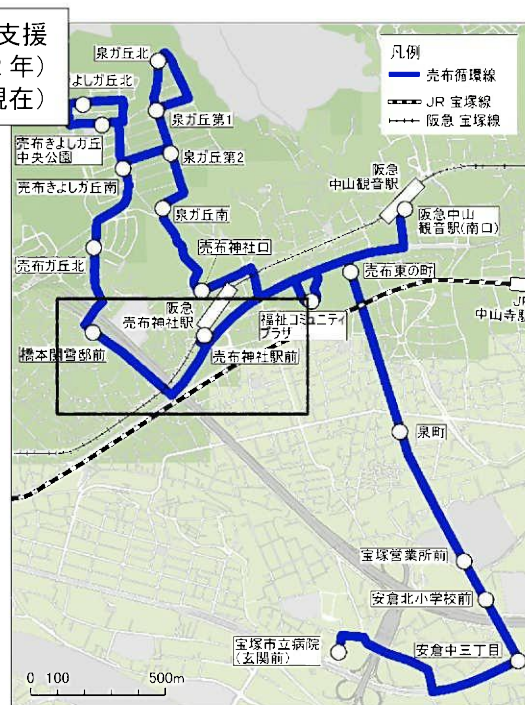 支援
2年）
現在）
凡例
売布循環線
JR 宝塚線
阪急 宝塚線
泉ガ丘北
よしガ丘北
泉ガ丘第1
売布きよしガ丘
中央公園
泉ガ丘第2
売布きよしガ丘南
泉ガ丘南
阪急
中山観音駅
阪急中山
観音駅(南口)
売布神社口
売布ガ丘北
売布東の町
阪急
売布神社駅
福祉コミュニティ
プラザ
JR
中山寺駅
橋本関雪邸前
売布神社駅前
泉町
宝塚営業所前
安倉北小学校前
宝塚市立病院
(玄関前)
安倉中三丁目
0 100 500m